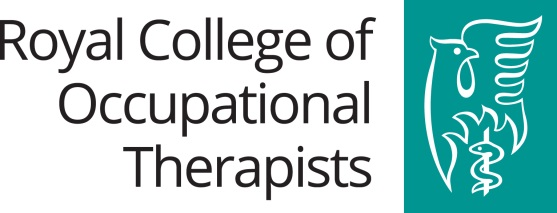 Royal College of
Occupational
Therapists